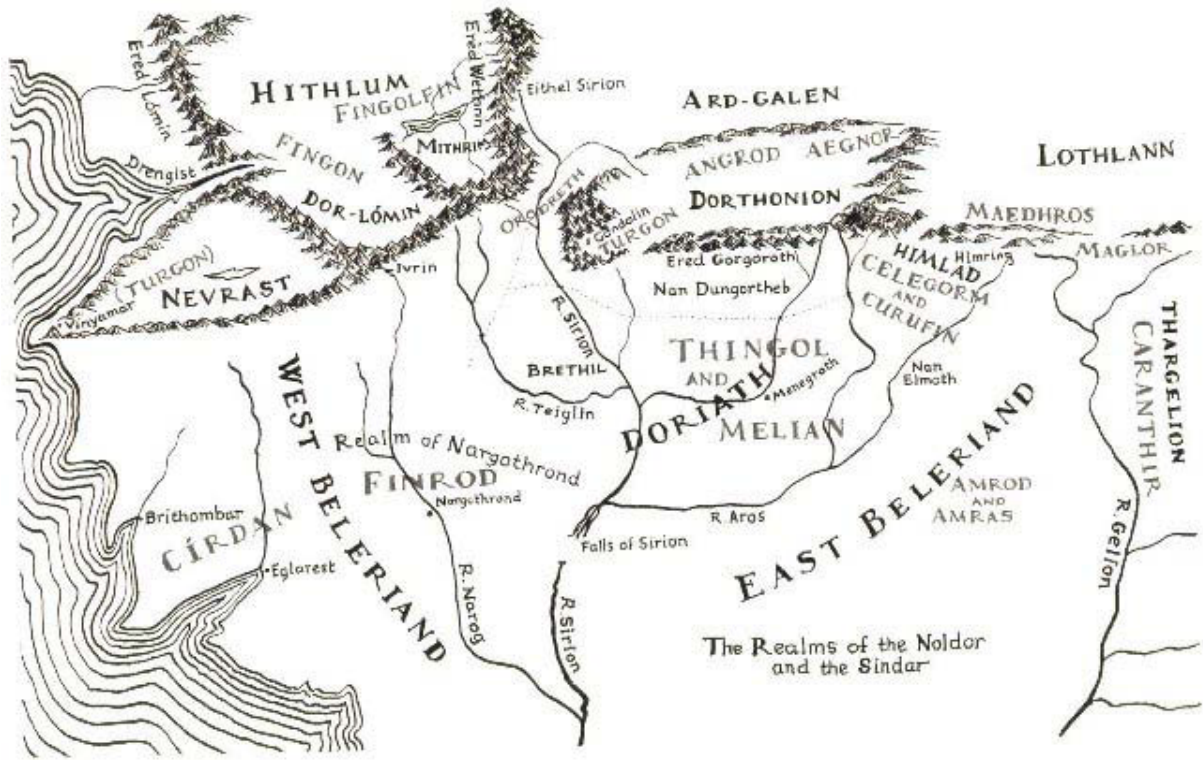 Ered Lómin
HITHLUM
FINGOLFIN
Ered Wethrin
Eithel Sirion
ARD-GALEN
MITHRIM
ANGROD AEGNOR
LOTHLANN
Drengist
FINGON
DOR-LÓMIN
ORODRETH
Gondolin
TURGON
DORTHONION
MAEDHROS
MAGLOR
Himring
HIMLAD
CELEGORM
AND
CURUFIN
Ered Gorgoroth
Nan Dungortheb
Ivrin
(TURGON)
NEVRAST
Vinyamar
R. Sirion
BRETHIL
R. Teiglin
THINGOL
AND
MELIAN
DORIATH
Menegroth
Nan
Elmoth
THARGELION
CARANTHIR
WEST BELERIAND
Realm of Nargothrond
FINROD
Nargothrond
Brithombar
CÍRDAN
Eglarest
R. Narog
Falls of Sirion
R. Sirion
R. Aros
EAST BELERIAND
AMROD
AND
AMRAS
R. Gelion
The Realms of the Noldor
and the Sindar